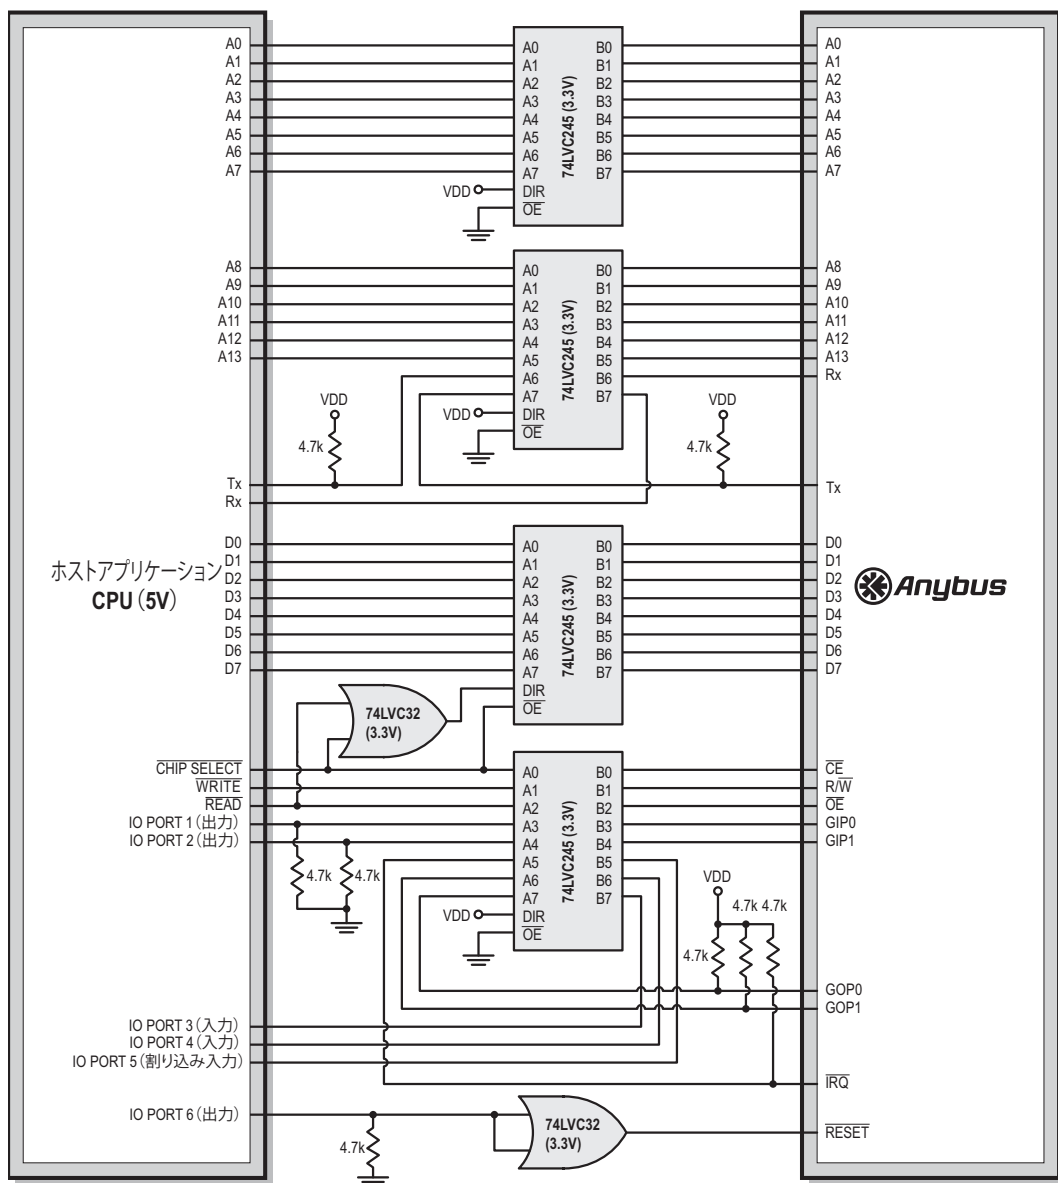 A0
A1
A2
A3
A4
A5
A6
A7
A0
A1
A2
A3
A4
A5
A6
A7
DIR
OE
B0
B1
B2
B3
B4
B5
B6
B7
74LVC245 (3.3V)
VDD
A0
A1
A2
A3
A4
A5
A6
A7
A8
A9
A10
A11
A12
A13
A0
A1
A2
A3
A4
A5
A6
A7
DIR
OE
B0
B1
B2
B3
B4
B5
B6
B7
74LVC245 (3.3V)
VDD
A8
A9
A10
A11
A12
A13
Rx
VDD
4.7k
VDD
4.7k
Tx
Rx
Tx
ホストアプリケーション
CPU（5V）
D0
D1
D2
D3
D4
D5
D6
D7
A0
A1
A2
A3
A4
A5
A6
A7
DIR
OE
B0
B1
B2
B3
B4
B5
B6
B7
74LVC245 (3.3V)
D0
D1
D2
D3
D4
D5
D6
D7
Anybus
74LVC32
(3.3V)
CHIP SELECT
WRITE
READ
IO PORT 1（出力）
IO PORT 2（出力）
4.7k
4.7k
A0
A1
A2
A3
A4
A5
A6
A7
DIR
OE
B0
B1
B2
B3
B4
B5
B6
B7
74LVC245 (3.3V)
VDD
CE
R/W
OE
GIP0
GIP1
VDD
4.7k 4.7k
4.7k
GOP0
GOP1
IRQ
IO PORT 3（入力）
IO PORT 4（入力）
IO PORT 5（割り込み入力）
IO PORT 6（出力）
4.7k
74LVC32
(3.3V)
RESET